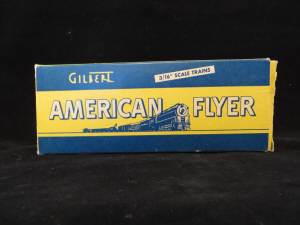 GILBERT
3/16" SCALE TRAINS
AMERICAN FLYER